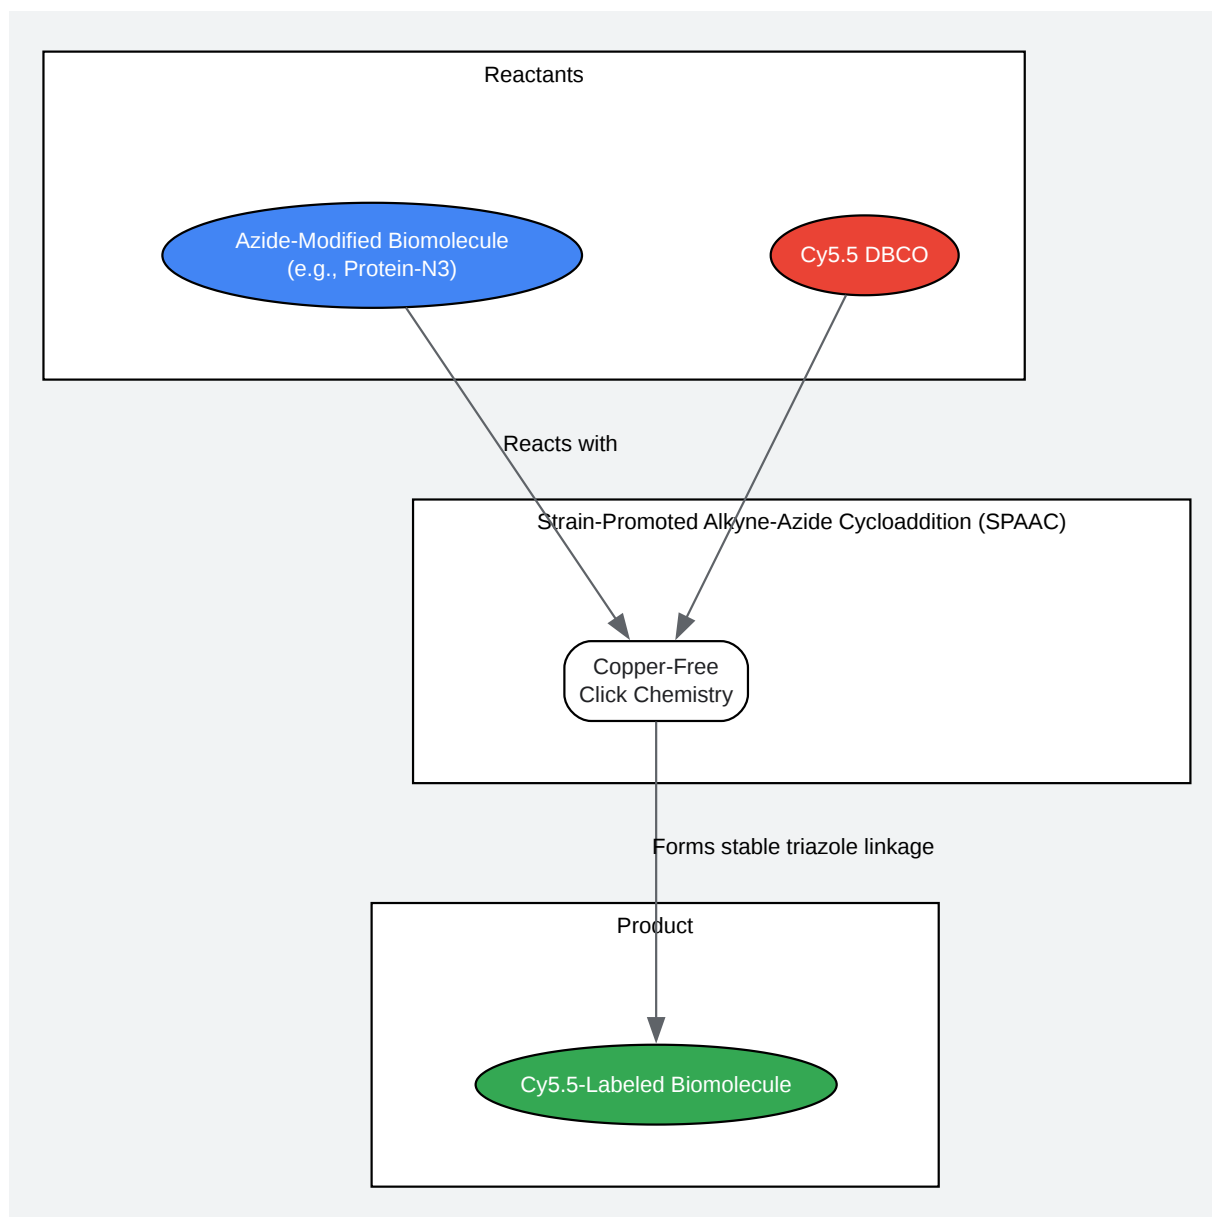 Reactants
Azide-Modified Biomolecule
(e.g., Protein-N3)
Cy5.5 DBCO
Reacts with
Strain-Promoted Alkyne-Azide Cycloaddition (SPAAC)
Copper-Free
Click Chemistry
Forms stable triazole linkage
Product
Cy5.5-Labeled Biomolecule